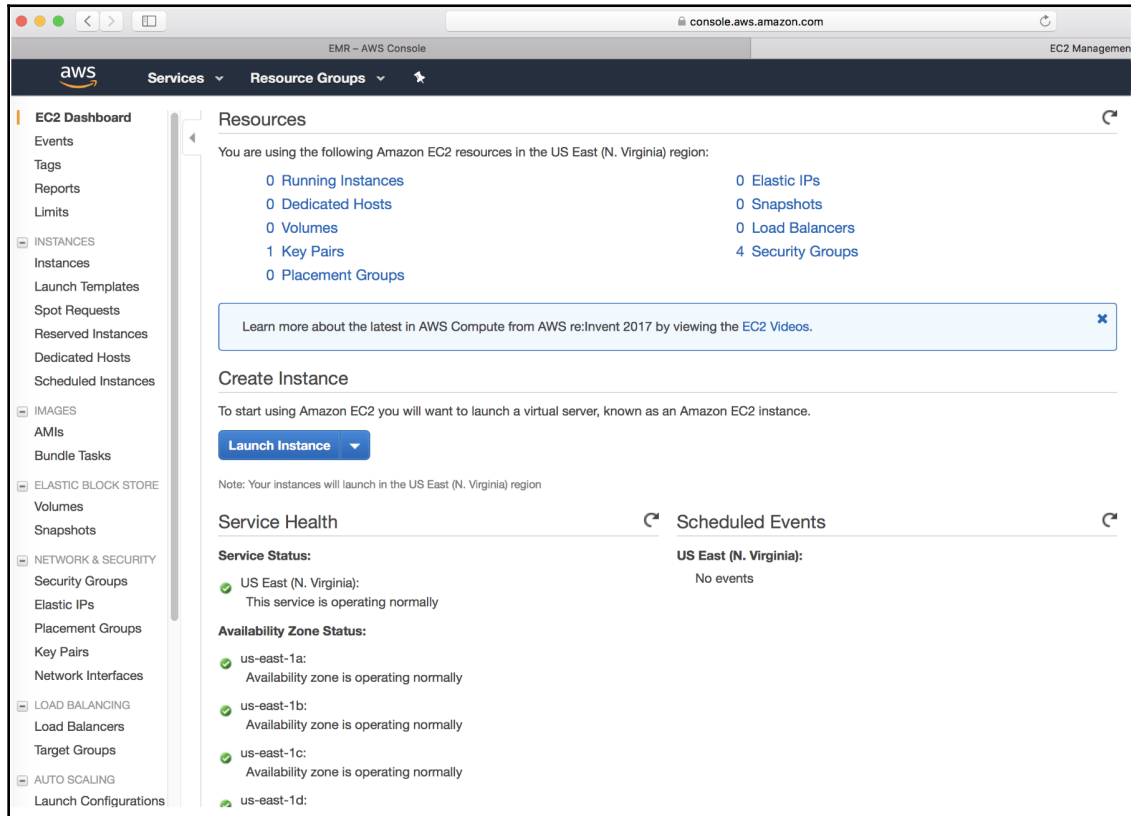 console.aws.amazon.com
EMR – AWS Console
EC2 Managemen
aws
Services
Resource Groups
EC2 Dashboard
Events
Tags
Reports
Limits
INSTANCES
Instances
Launch Templates
Spot Requests
Reserved Instances
Dedicated Hosts
Scheduled Instances
IMAGES
AMIs
Bundle Tasks
ELASTIC BLOCK STORE
Volumes
Snapshots
NETWORK & SECURITY
Security Groups
Elastic IPs
Placement Groups
Key Pairs
Network Interfaces
LOAD BALANCING
Load Balancers
Target Groups
AUTO SCALING
Launch Configurations
Resources
You are using the following Amazon EC2 resources in the US East (N. Virginia) region:
0 Running Instances
0 Dedicated Hosts
0 Volumes
1 Key Pairs
0 Placement Groups
0 Elastic IPs
0 Snapshots
0 Load Balancers
4 Security Groups
Learn more about the latest in AWS Compute from AWS re:Invent 2017 by viewing the EC2 Videos.
Create Instance
To start using Amazon EC2 you will want to launch a virtual server, known as an Amazon EC2 instance.
Launch Instance
Note: Your instances will launch in the US East (N. Virginia) region
Service Health
Service Status:
US East (N. Virginia):
This service is operating normally
Availability Zone Status:
us-east-1a:
Availability zone is operating normally
us-east-1b:
Availability zone is operating normally
us-east-1c:
Availability zone is operating normally
us-east-1d:
Scheduled Events
US East (N. Virginia):
No events